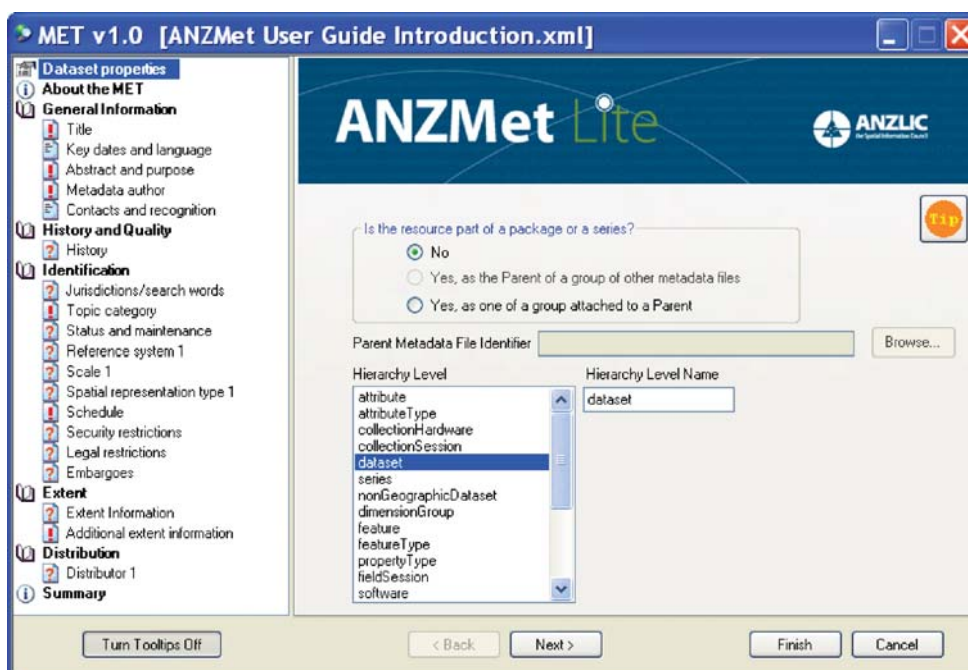 MET v1.0 [ANZMet User Guide Introduction.xml]
Dataset properties
About the MET
General Information
Title
Key dates and language
Abstract and purpose
Metadata author
Contacts and recognition
History and Quality
History
Identification
Jurisdictions/search words
Topic category
Status and maintenance
Reference system 1
Scale 1
Spatial representation type 1
Schedule
Security restrictions
Legal restrictions
Embargoes
Extent
Extent Information
Additional extent information
Distribution
Distributor 1
Summary
ANZMet Lite
ANZLIC
the Spatial Information Council
Tip
Is the resource part of a package or a series?
No
Yes, as the Parent of a group of other metadata files
Yes, as one of a group attached to a Parent
Parent Metadata File Identifier
Browse...
Hierarchy Level
attribute
attributeType
collectionHardware
collectionSession
dataset
series
nonGeographicDataset
dimensionGroup
feature
featureType
propertyType
fieldSession
software
Hierarchy Level Name
dataset
Turn Tooltips Off
< Back
Next >
Finish
Cancel